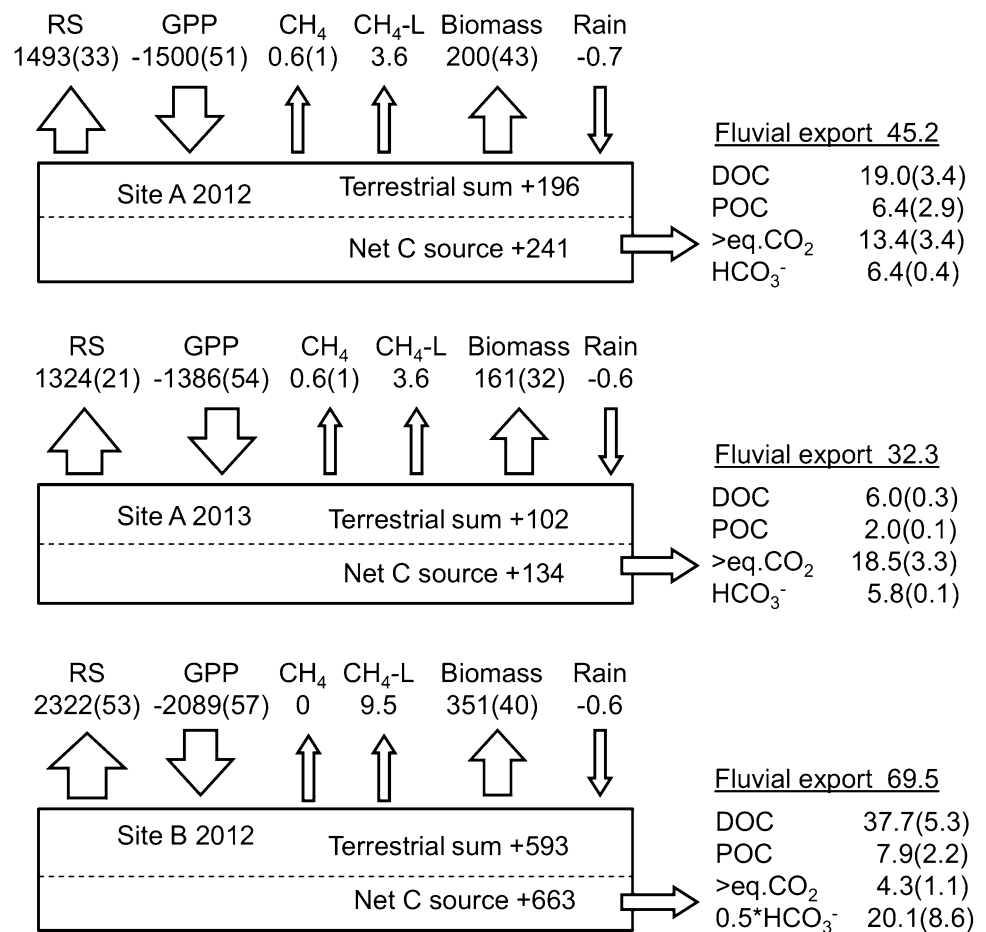 RS GPP CH₄ CH₄-L Biomass Rain
1493(33) -1500(51) 0.6(1) 3.6 200(43) -0.7
Site A 2012 Terrestrial sum +196
Net C source +241
Fluvial export 45.2
DOC 19.0(3.4)
POC 6.4(2.9)
>eq.CO₂ 13.4(3.4)
HCO₃⁻ 6.4(0.4)
RS GPP CH₄ CH₄-L Biomass Rain
1324(21) -1386(54) 0.6(1) 3.6 161(32) -0.6
Site A 2013 Terrestrial sum +102
Net C source +134
Fluvial export 32.3
DOC 6.0(0.3)
POC 2.0(0.1)
>eq.CO₂ 18.5(3.3)
HCO₃⁻ 5.8(0.1)
RS GPP CH₄ CH₄-L Biomass Rain
2322(53) -2089(57) 0 9.5 351(40) -0.6
Site B 2012 Terrestrial sum +593
Net C source +663
Fluvial export 69.5
DOC 37.7(5.3)
POC 7.9(2.2)
>eq.CO₂ 4.3(1.1)
0.5*HCO₃⁻ 20.1(8.6)